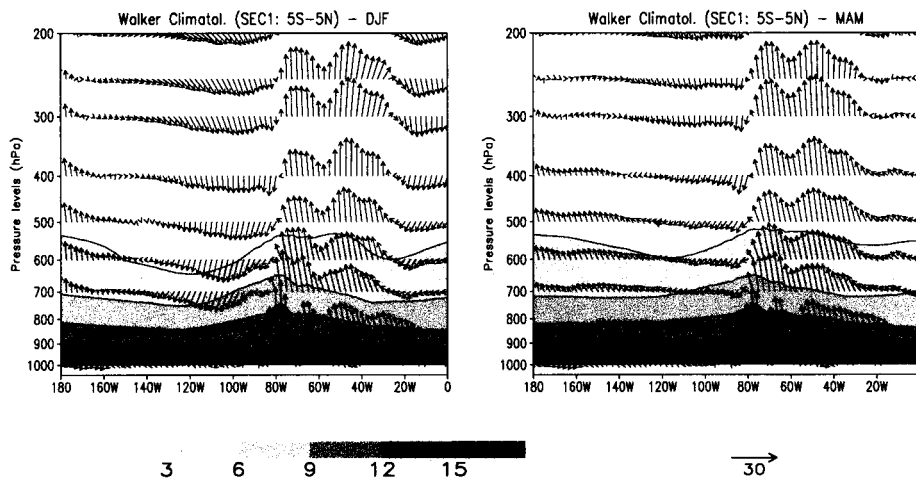 Walker Climatol. (SEC1: 5S-5N) - DJF
Pressure levels (hPa)
200
300
400
500
600
700
800
900
1000
180 160W 140W 120W 100W 80W 60W 40W 20W 0
Walker Climatol. (SEC1: 5S-5N) - MAM
Pressure levels (hPa)
200
300
400
500
600
700
800
900
1000
180 160W 140W 120W 100W 80W 60W 40W 20W
3 6 9 12 15
30